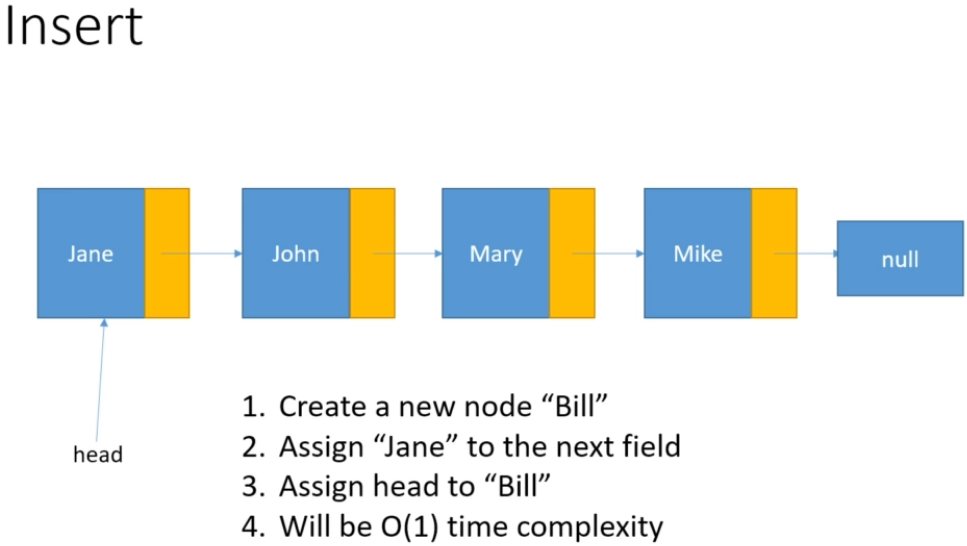 Insert
Jane
John
Mary
Mike
null
head
1. Create a new node “Bill”
2. Assign “Jane” to the next field
3. Assign head to “Bill”
4. Will be O(1) time complexity